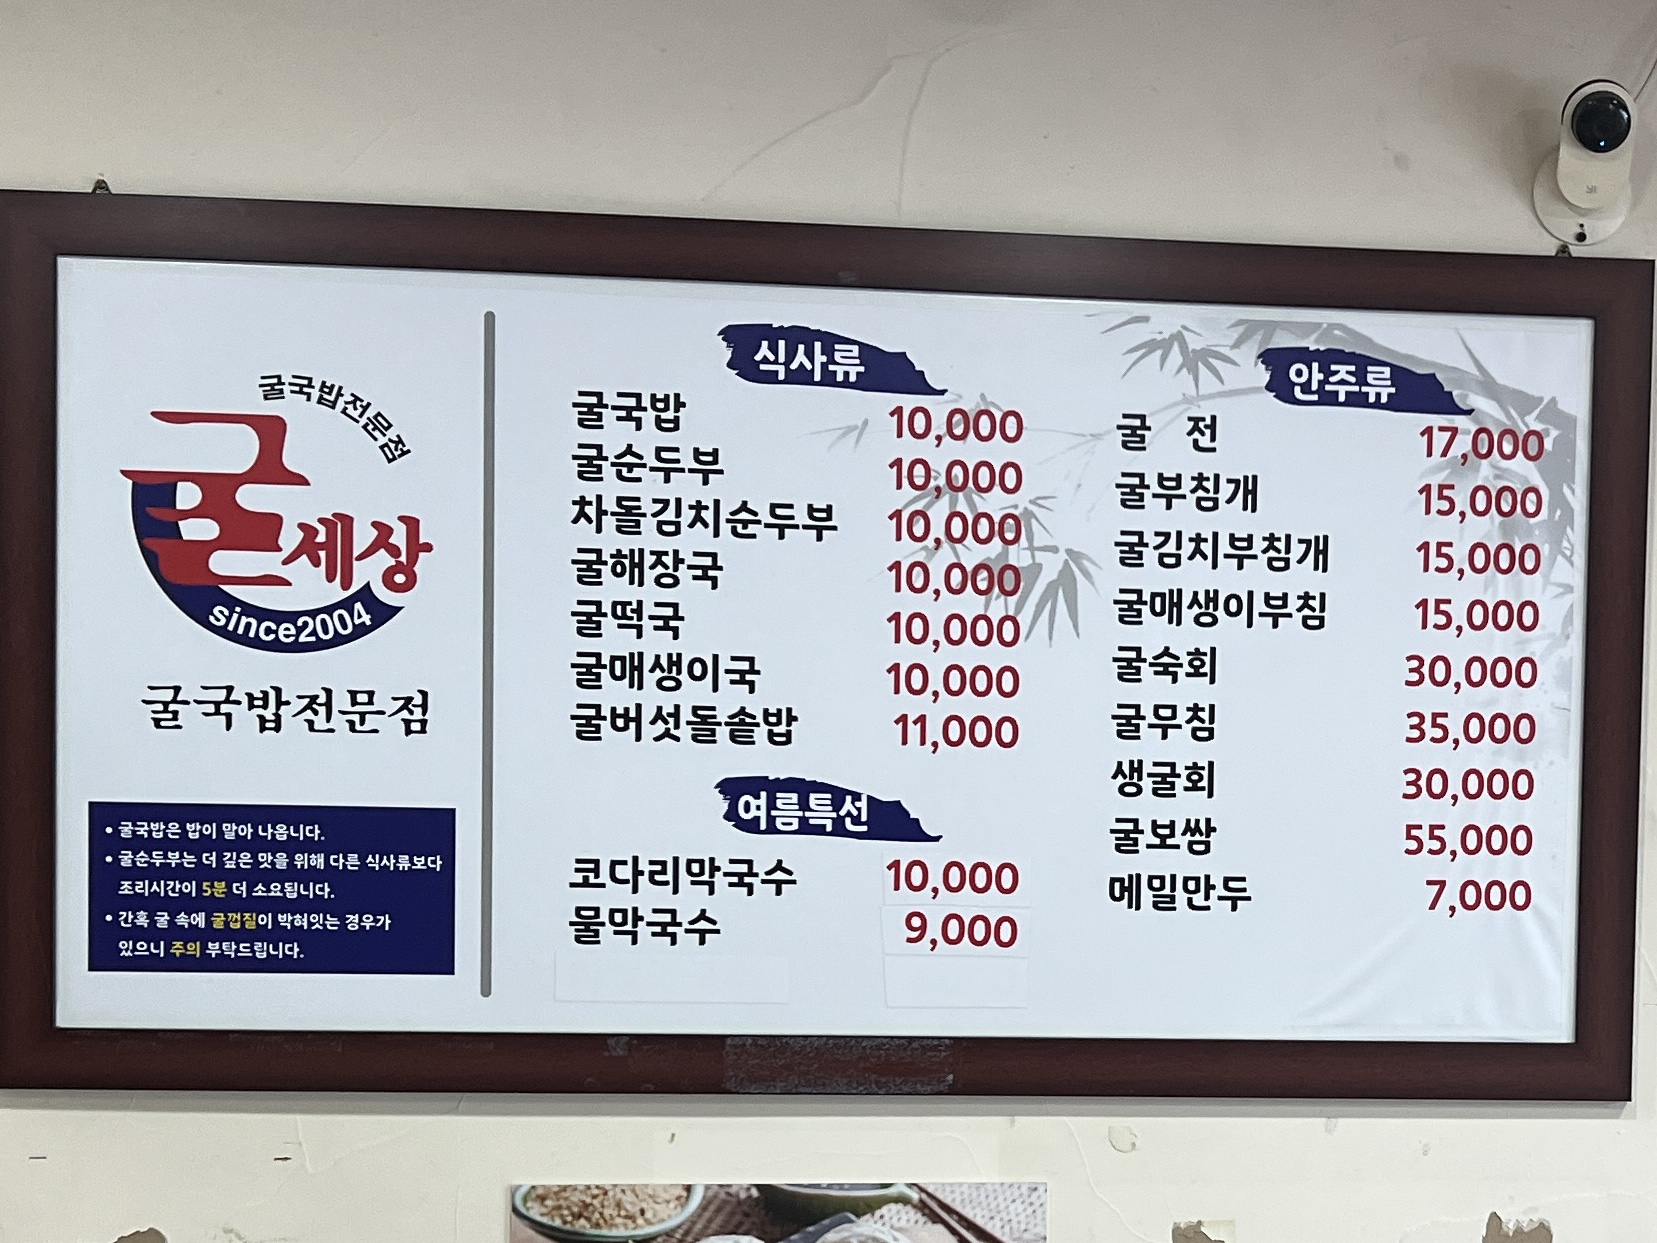 굴국밥전문점
굴세상
since2004
굴국밥전문점
• 굴국밥은 밥이 말아 나옵니다.
• 굴순두부는 더 깊은 맛을 위해 다른 식사류보다
조리시간이 5분 더 소요됩니다.
• 간혹 굴 속에 굴껍질이 박혀잇는 경우가
있으니 주의 부탁드립니다.
식사류
굴국밥 10,000
굴순두부 10,000
차돌김치순두부 10,000
굴해장국 10,000
굴떡국 10,000
굴매생이국 10,000
굴버섯돌솥밥 11,000
여름특선
코다리막국수 10,000
물막국수 9,000
안주류
굴 전 17,000
굴부침개 15,000
굴김치부침개 15,000
굴매생이부침 15,000
굴숙회 30,000
굴무침 35,000
생굴회 30,000
굴보쌈 55,000
메밀만두 7,000